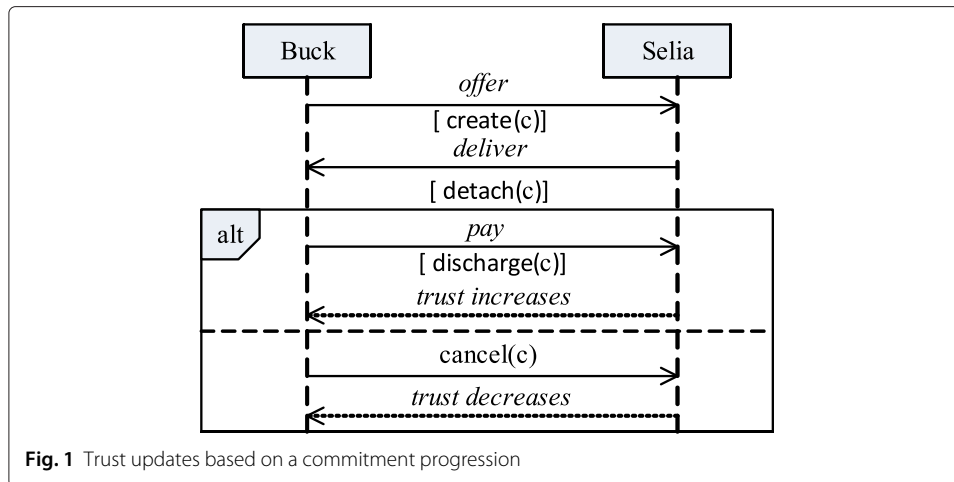 Buck Selia
offer
[ create(c)]
deliver
[ detach(c)]
alt
pay
[ discharge(c)]
trust increases
cancel(c)
trust decreases
Fig. 1 Trust updates based on a commitment progression